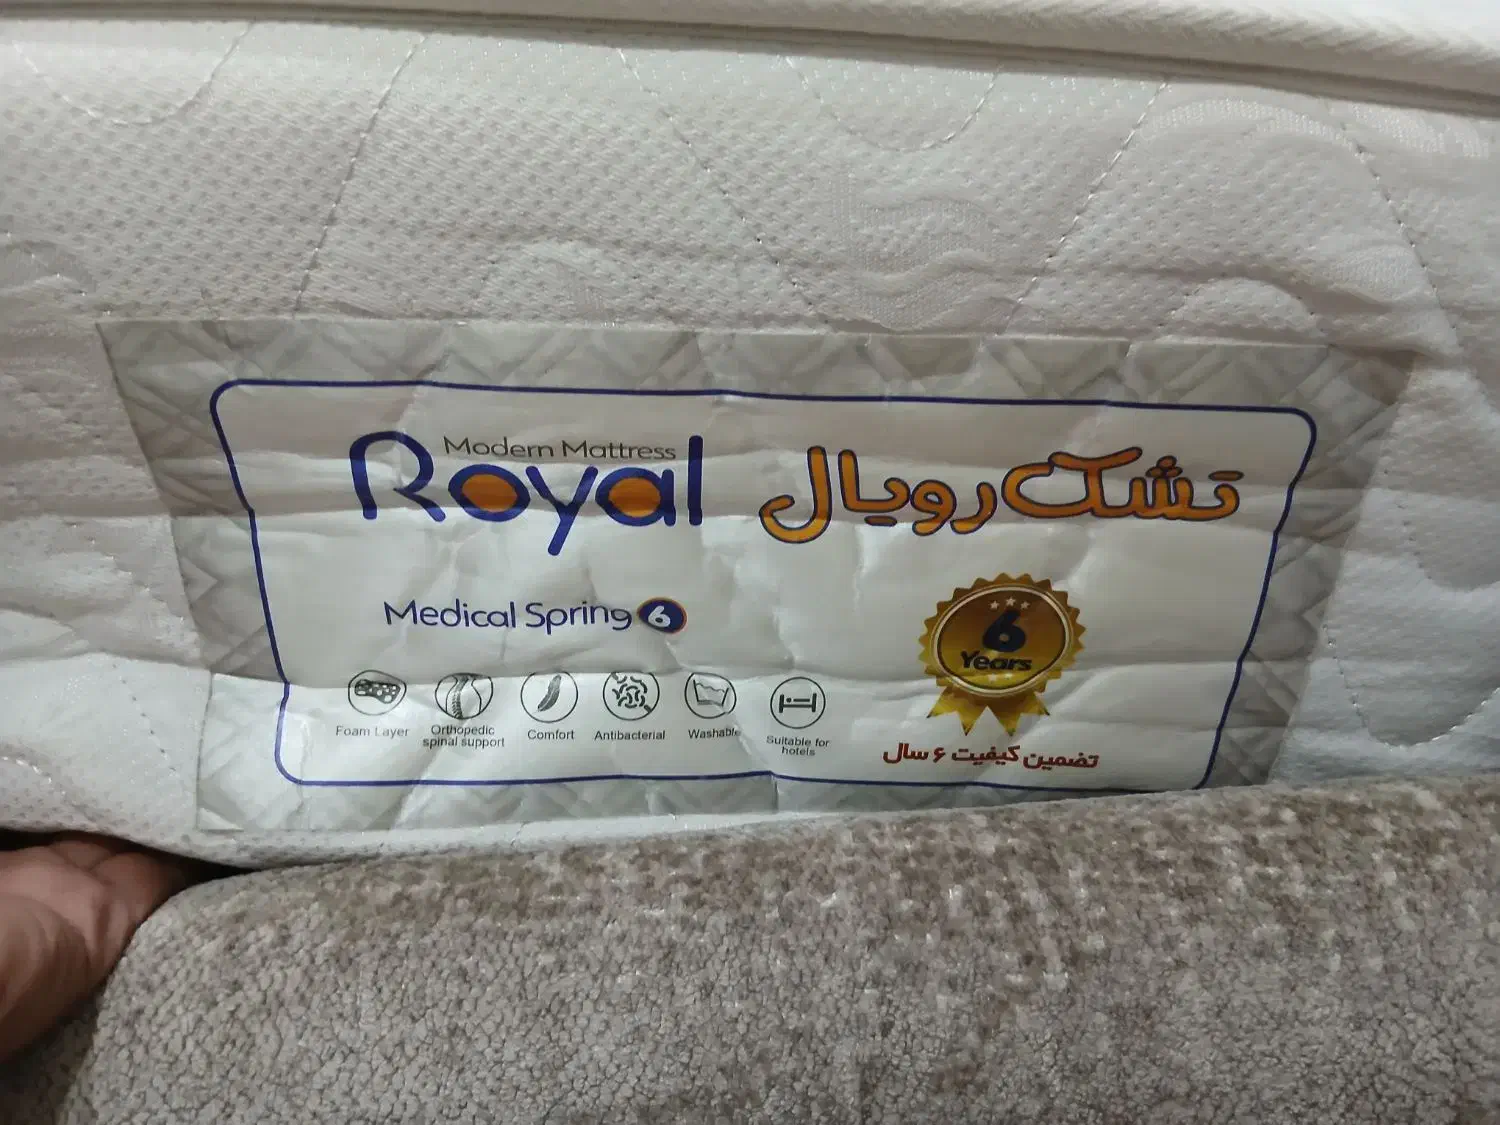 Modern Mattress
Royal
تشک رویال
Medical Spring 6
6
Years
Foam Layer
Orthopedic
spinal support
Comfort
Antibacterial
Washable
Suitable for
hotels
تضمین کیفیت ۶ سال